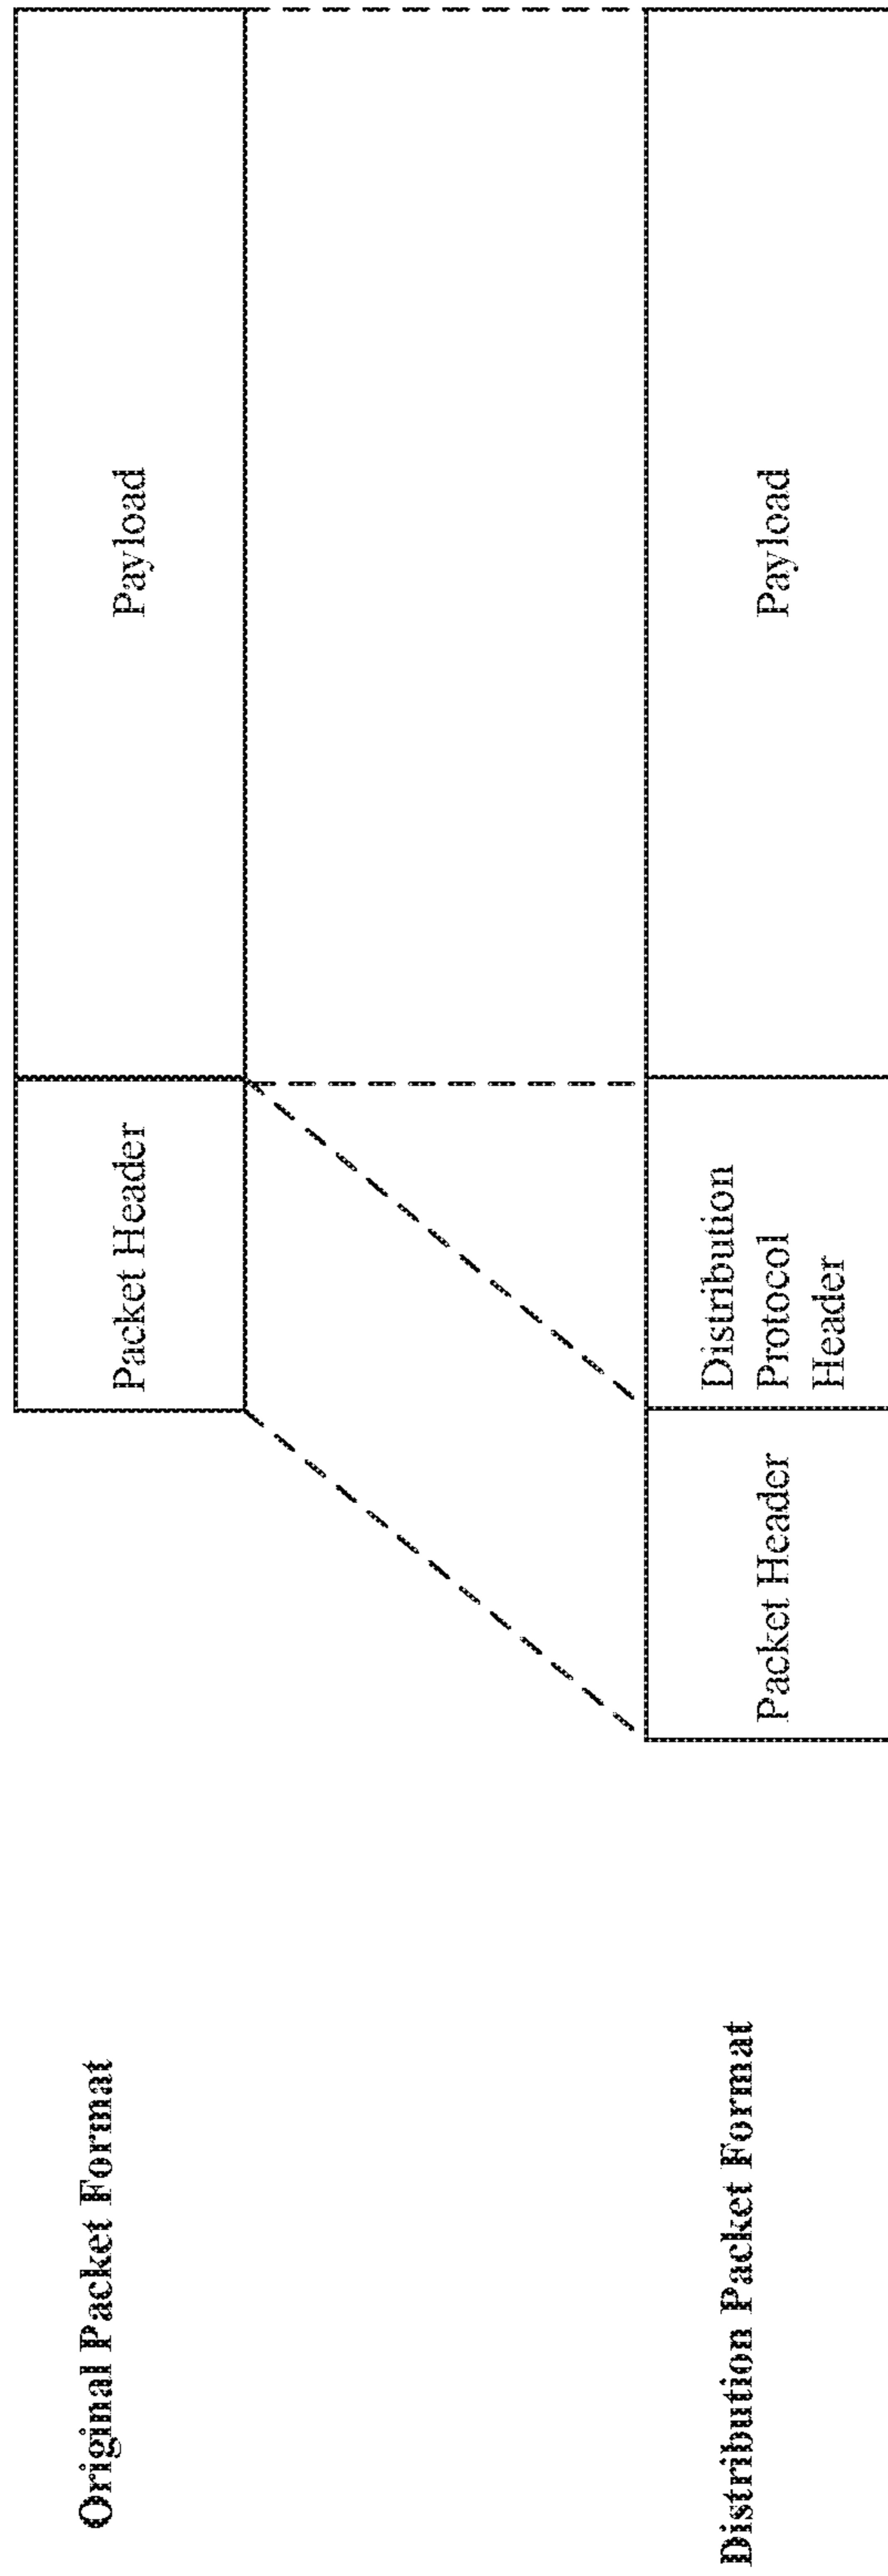 Original Packet Format
Packet Header
Payload
Distribution Packet Format
Packet Header
Distribution
Protocol
Header
Payload